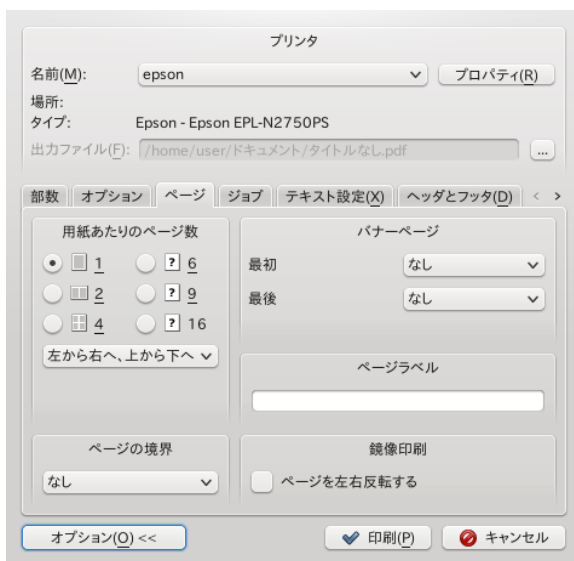 プリンタ
名前(M): epson プロパティ(R)
場所:
タイプ: Epson - Epson EPL-N2750PS
出力ファイル(F): /home/user/ドキュメント/タイトルなし.pdf ...
部数 オプション ページ ジョブ テキスト設定(X) ヘッダとフッタ(D) < >
用紙あたりのページ数
1 ? 6
2 ? 9
4 ? 16
左から右へ、上から下へ
バナーページ
最初 なし
最後 なし
ページラベル
ページの境界
なし
鏡像印刷
ページを左右反転する
オプション(O) << 印刷(P) キャンセル